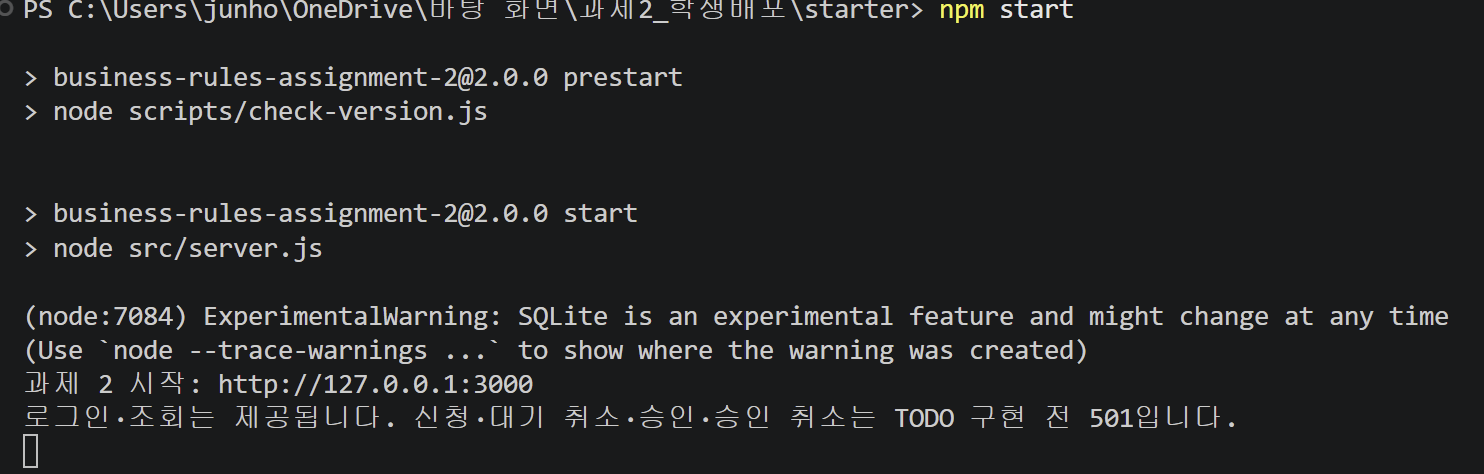 PS C:\Users\junho\OneDrive\바탕 화면\과제2_학생배포\starter> npm start
> business-rules-assignment-2@2.0.0 prestart
> node scripts/check-version.js
> business-rules-assignment-2@2.0.0 start
> node src/server.js
(node:7084) ExperimentalWarning: SQLite is an experimental feature and might change at any time
(Use `node --trace-warnings ...` to show where the warning was created)
과제 2 시작: http://127.0.0.1:3000
로그인·조회는 제공됩니다. 신청·대기 취소·승인·승인 취소는 TODO 구현 전 501입니다.